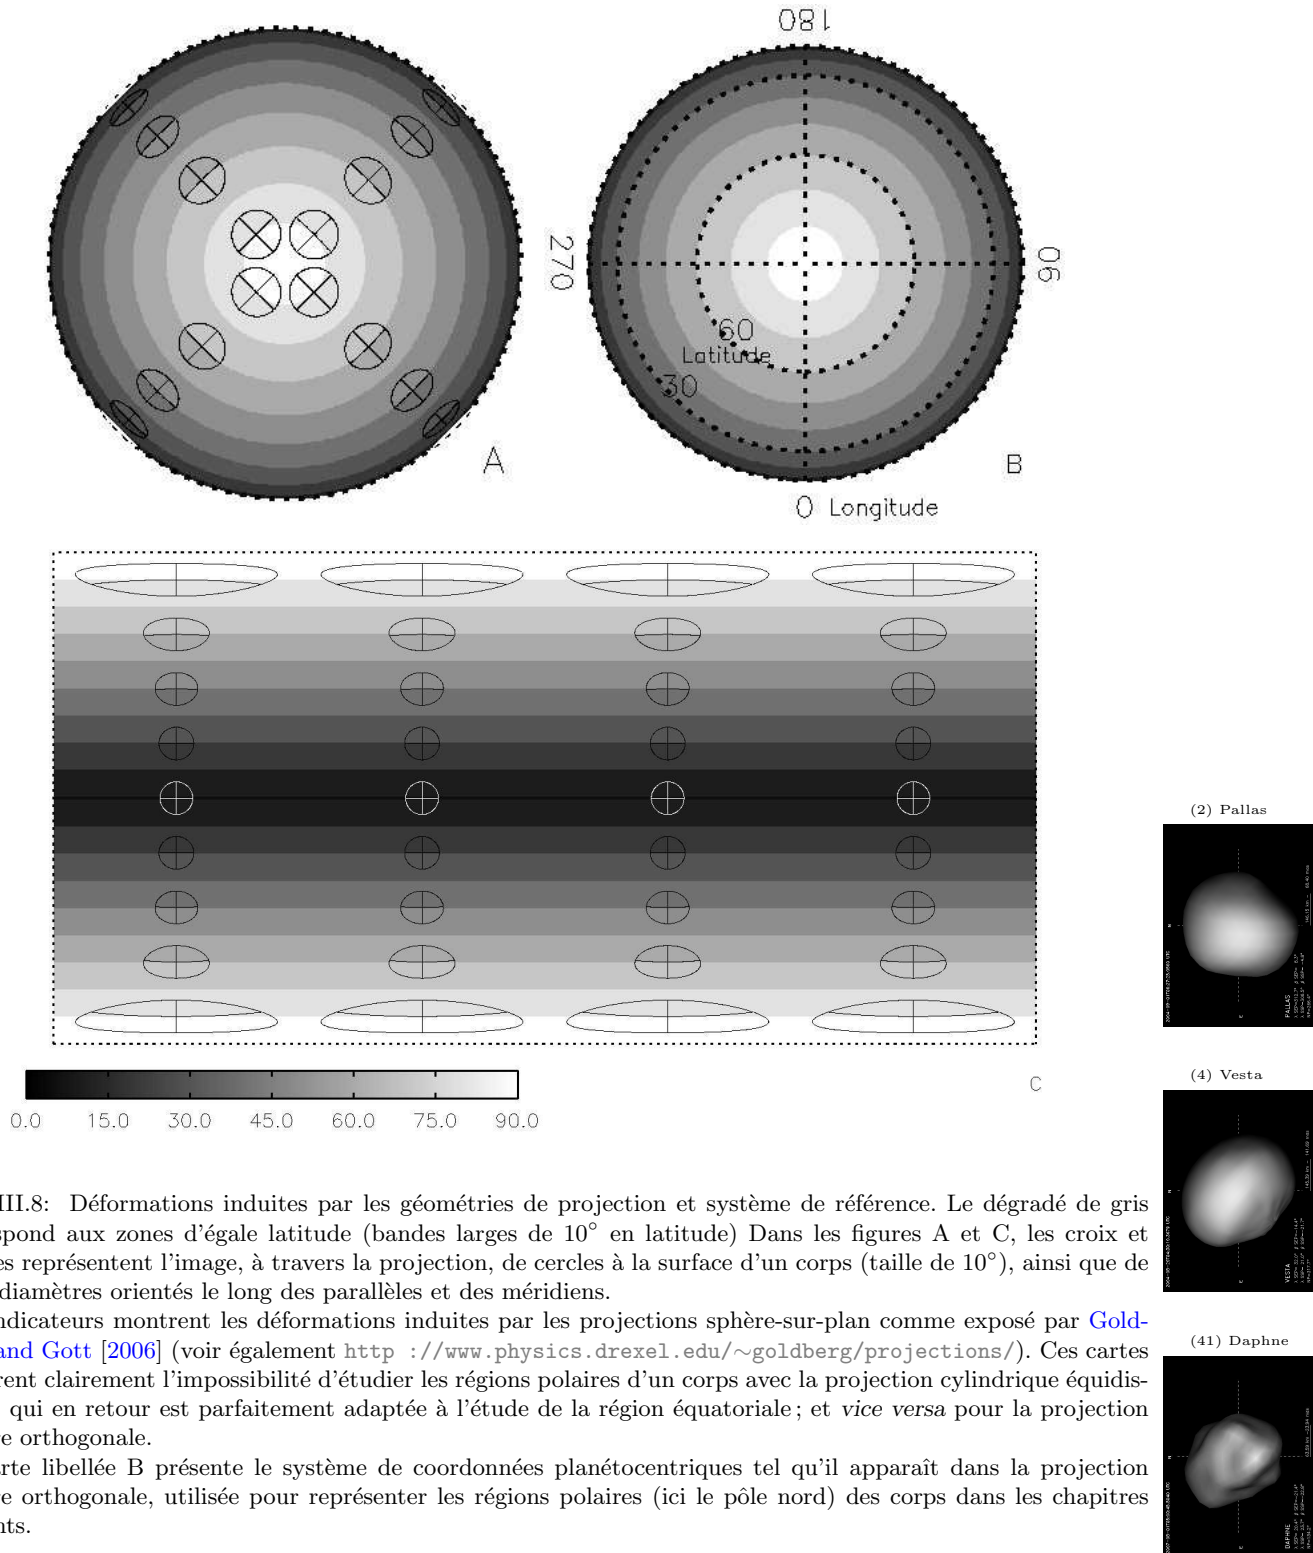 180
270
90
60
Latitude
30
A
B
0 Longitude
C
0.0 15.0 30.0 45.0 60.0 75.0 90.0
III.8: Déformations induites par les géométries de projection et système de référence. Le dégradé de gris
spond aux zones d'égale latitude (bandes larges de 10° en latitude) Dans les figures A et C, les croix et
es représentent l'image, à travers la projection, de cercles à la surface d'un corps (taille de 10°), ainsi que de
diamètres orientés le long des parallèles et des méridiens.
ndicateurs montrent les déformations induites par les projections sphère-sur-plan comme exposé par Gold-
and Gott [2006] (voir également http ://www.physics.drexel.edu/∼goldberg/projections/). Ces cartes
rent clairement l'impossibilité d'étudier les régions polaires d'un corps avec la projection cylindrique équidis-
qui en retour est parfaitement adaptée à l'étude de la région équatoriale ; et vice versa pour la projection
e orthogonale.
rte libellée B présente le système de coordonnées planétocentriques tel qu'il apparaît dans la projection
e orthogonale, utilisée pour représenter les régions polaires (ici le pôle nord) des corps dans les chapitres
nts.
(2) Pallas
PALLAS
(4) Vesta
VESTA
(41) Daphne
DAPHNE